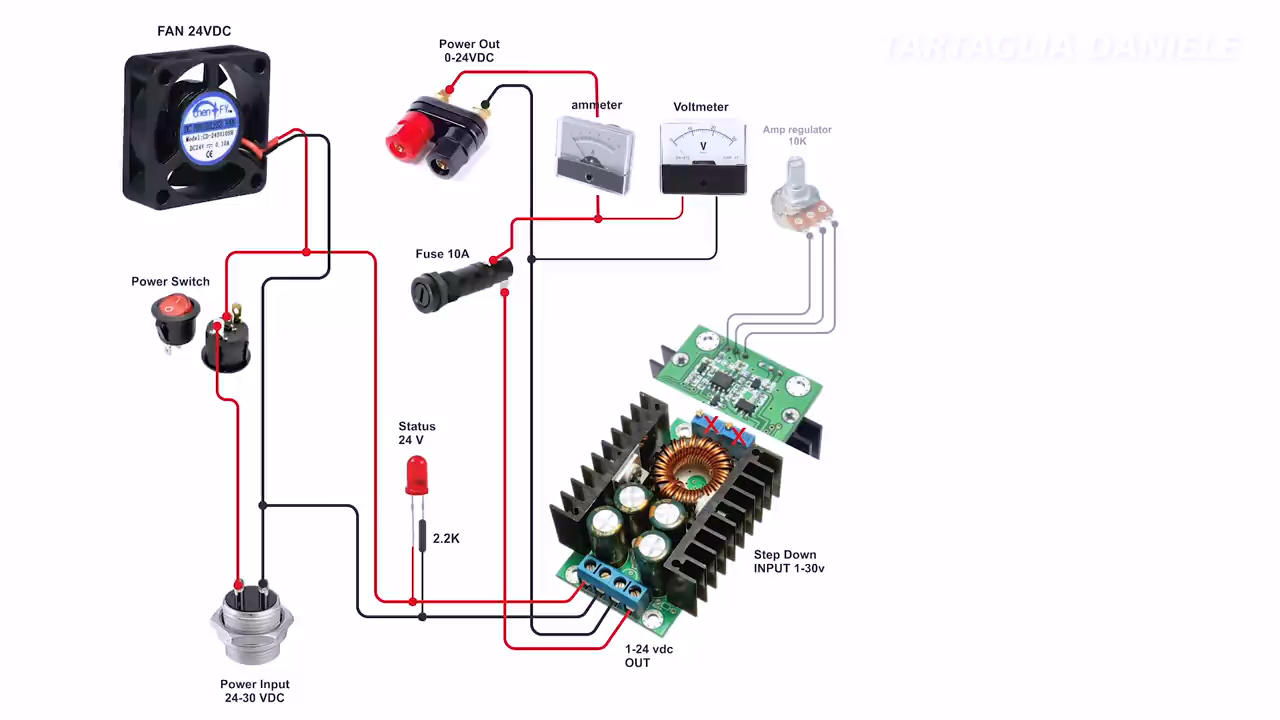 TARTAGLIA DANIELE
FAN 24VDC
Power Out
0-24VDC
ammeter
Voltmeter
Amp regulator
10K
V
Fuse 10A
Power Switch
Status
24 V
2.2K
X X
Step Down
INPUT 1-30v
1-24 vdc
OUT
Power Input
24-30 VDC